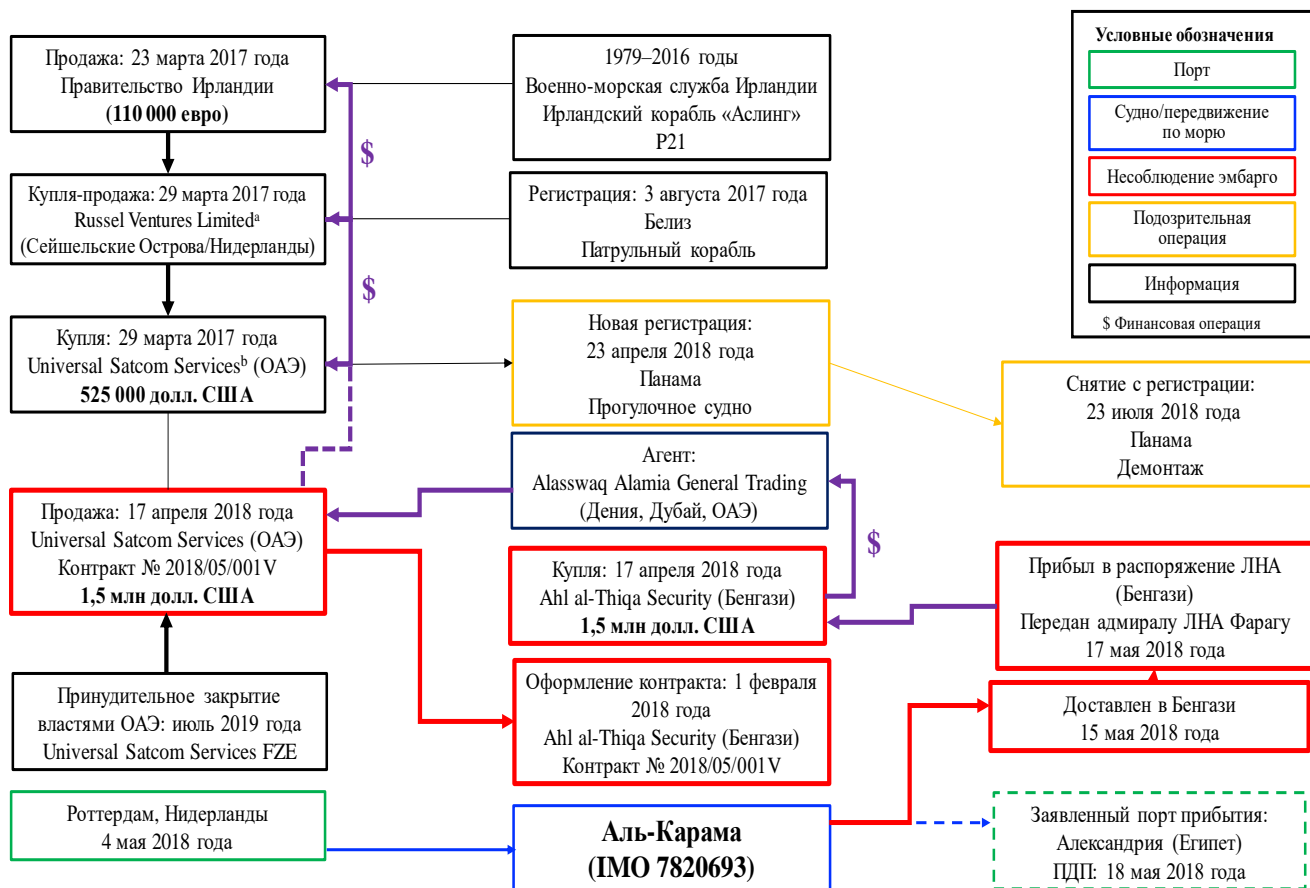 Продажа: 23 марта 2017 года
Правительство Ирландии
(110 000 евро)
1979–2016 годы
Военно-морская служба Ирландии
Ирландский корабль «Аслинг»
P21
Условные обозначения
Порт
Судно/передвижение
по морю
Несоблюдение эмбарго
Подозрительная
операция
Информация
$ Финансовая операция
$
Купля-продажа: 29 марта 2017 года
Russel Ventures Limitedᵃ
(Сейшельские Острова/Нидерланды)
Регистрация: 3 августа 2017 года
Белиз
Патрульный корабль
$
Купля: 29 марта 2017 года
Universal Satcom Servicesᵇ (ОАЭ)
525 000 долл. США
Новая регистрация:
23 апреля 2018 года
Панама
Прогулочное судно
Снятие с регистрации:
23 июля 2018 года
Панама
Демонтаж
Агент:
Alasswaq Alamia General Trading
(Дения, Дубай, ОАЭ)
Продажа: 17 апреля 2018 года
Universal Satcom Services (ОАЭ)
Контракт № 2018/05/001V
1,5 млн долл. США
$
Купля: 17 апреля 2018 года
Ahl al-Thiqa Security (Бенгази)
1,5 млн долл. США
Прибыл в распоряжение ЛНА
(Бенгази)
Передан адмиралу ЛНА Фарагу
17 мая 2018 года
Принудительное закрытие
властями ОАЭ: июль 2019 года
Universal Satcom Services FZE
Оформление контракта: 1 февраля
2018 года
Ahl al-Thiqa Security (Бенгази)
Контракт № 2018/05/001V
Доставлен в Бенгази
15 мая 2018 года
Роттердам, Нидерланды
4 мая 2018 года
Аль-Карама
(IMO 7820693)
Заявленный порт прибытия:
Александрия (Египет)
ПДП: 18 мая 2018 года